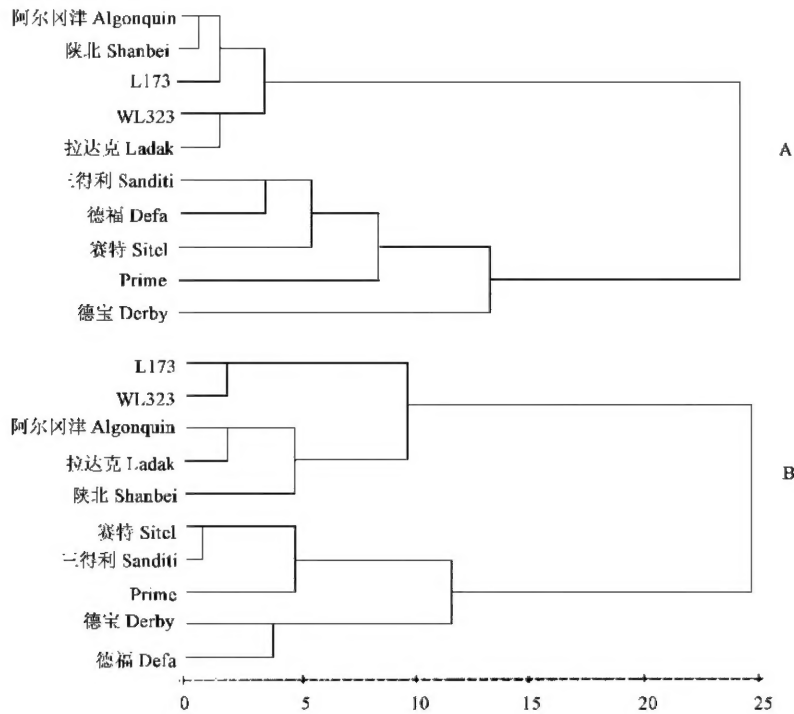 阿尔冈津 Algonquin
陕北 Shanbei
L173
WL323
拉达克 Ladak
三得利 Sanditi
德福 Defa
赛特 Sitel
Prime
德宝 Derby
A
L173
WL323
阿尔冈津 Algonquin
拉达克 Ladak
陕北 Shanbei
赛特 Sitel
三得利 Sanditi
Prime
德宝 Derby
德福 Defa
B
0 5 10 15 20 25